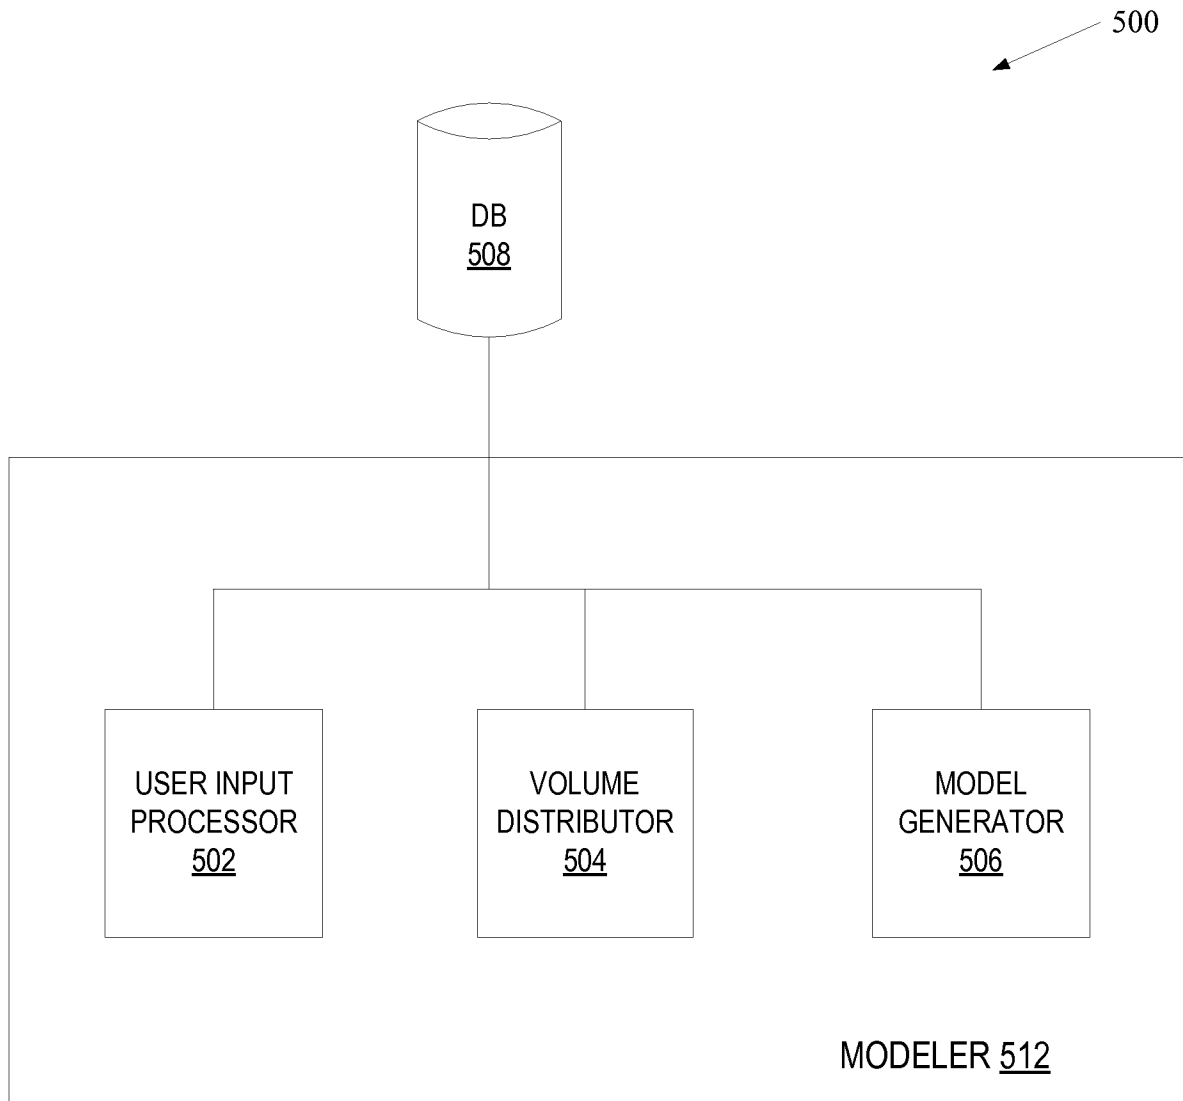 500
DB
508
USER INPUT
PROCESSOR
502
VOLUME
DISTRIBUTOR
504
MODEL
GENERATOR
506
MODELER 512